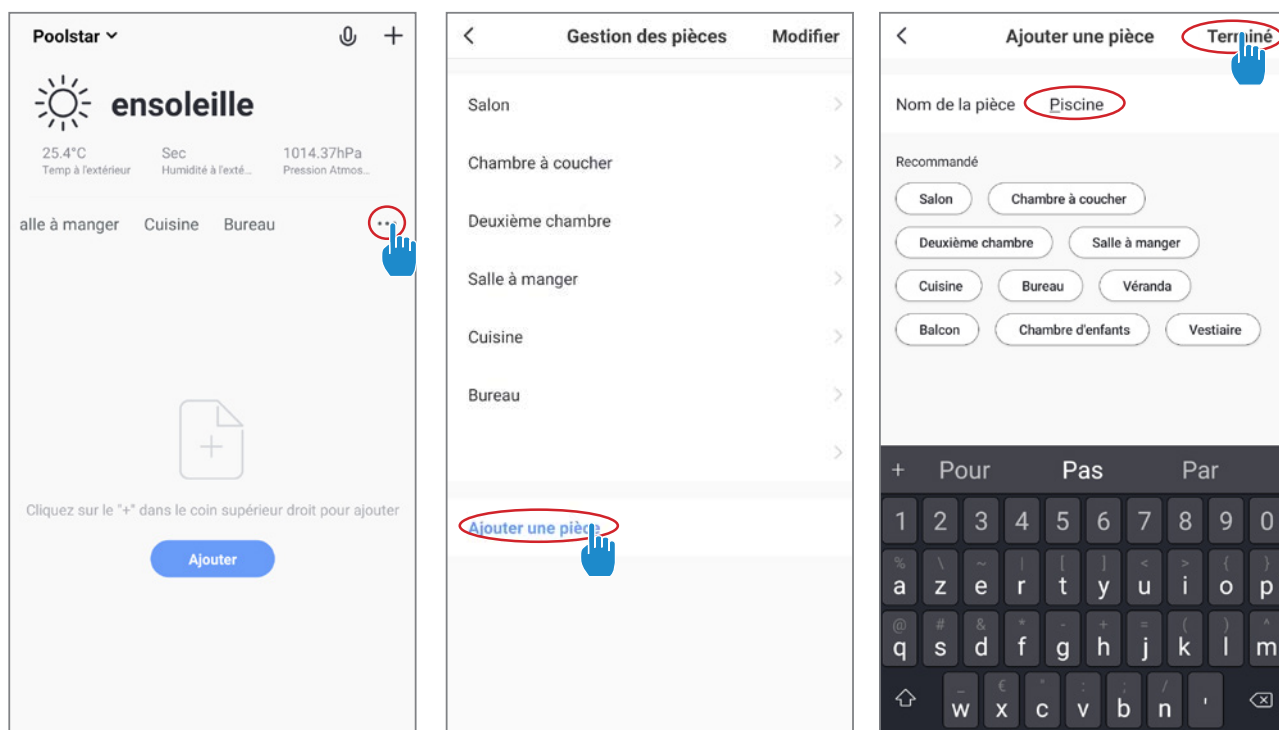 Poolstar
ensoleille
25.4°C Sec 1014.37hPa
Temp à l'extérieur Humidité à l'exté... Pression Atmos...
alle à manger Cuisine Bureau
Cliquez sur le "+" dans le coin supérieur droit pour ajouter
Ajouter
Gestion des pièces Modifier
Salon
Chambre à coucher
Deuxième chambre
Salle à manger
Cuisine
Bureau
Ajouter une pièce
Ajouter une pièce Terminé
Nom de la pièce Piscine
Recommandé
Salon Chambre à coucher
Deuxième chambre Salle à manger
Cuisine Bureau Véranda
Balcon Chambre d'enfants Vestiaire
+ Pour Pas Par
1 2 3 4 5 6 7 8 9 0
% \ ~ | [ ] < > { }
a z e r t y u i o p
@ # & * - + = ( ) ^
q s d f g h j k l m
_ € " : ; /
w x c v b n '